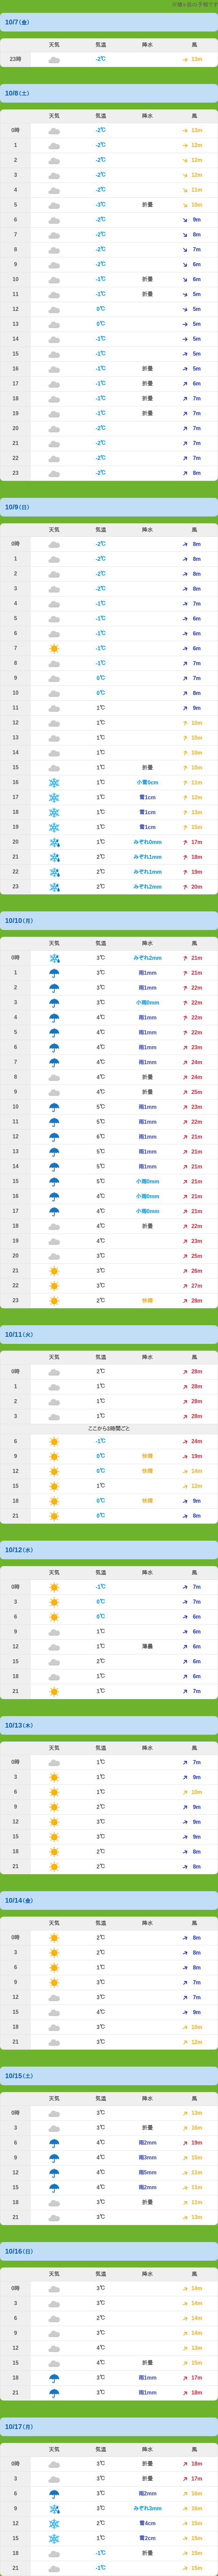 の予報です
10/7(金)
天気 気温 降水 風
23時 -2℃ 13m
10/8(土)
天気 気温 降水 風
0時 -2℃ 13m
1 -2℃ 12m
2 -2℃ 12m
3 -2℃ 12m
4 -2℃ 11m
5 -3℃ 折曇 10m
6 -2℃ 9m
7 -2℃ 8m
8 -2℃ 7m
9 -2℃ 6m
10 -1℃ 折曇 6m
11 -1℃ 折曇 5m
12 0℃ 5m
13 0℃ 5m
14 -1℃ 5m
15 -1℃ 5m
16 -1℃ 折曇 5m
17 -1℃ 折曇 6m
18 -1℃ 折曇 7m
19 -1℃ 折曇 7m
20 -2℃ 7m
21 -2℃ 7m
22 -2℃ 7m
23 -2℃ 8m
10/9(日)
天気 気温 降水 風
0時 -2℃ 8m
1 -2℃ 8m
2 -2℃ 8m
3 -2℃ 8m
4 -1℃ 7m
5 -1℃ 6m
6 -1℃ 6m
7 -1℃ 6m
8 -1℃ 7m
9 0℃ 7m
10 0℃ 8m
11 1℃ 9m
12 1℃ 10m
13 1℃ 10m
14 1℃ 10m
15 1℃ 折曇 10m
16 1℃ 小雪0cm 11m
17 1℃ 雪1cm 13m
18 1℃ 雪1cm 15m
19 1℃ 雪1cm 15m
20 1℃ みぞれ0mm 17m
21 2℃ みぞれ1mm 18m
22 2℃ みぞれ1mm 19m
23 2℃ みぞれ2mm 20m
10/10(月)
天気 気温 降水 風
0時 3℃ みぞれ2mm 21m
1 3℃ 雨1mm 21m
2 3℃ 雨1mm 22m
3 3℃ 小雨0mm 22m
4 4℃ 雨1mm 22m
5 4℃ 雨1mm 22m
6 4℃ 雨1mm 23m
7 4℃ 雨1mm 24m
8 4℃ 折曇 24m
9 4℃ 折曇 25m
10 5℃ 雨1mm 23m
11 5℃ 雨1mm 22m
12 6℃ 雨1mm 21m
13 5℃ 雨1mm 21m
14 5℃ 雨1mm 21m
15 5℃ 小雨0mm 21m
16 4℃ 小雨0mm 21m
17 4℃ 小雨0mm 21m
18 4℃ 折曇 22m
19 4℃ 23m
20 3℃ 25m
21 3℃ 26m
22 3℃ 27m
23 2℃ 快晴 28m
10/11(火)
天気 気温 降水 風
0時 2℃ 28m
1 1℃ 28m
2 1℃ 28m
3 1℃ 28m
ここから3時間ごと
6 -1℃ 24m
9 0℃ 快晴 19m
12 0℃ 快晴 14m
15 1℃ 12m
18 0℃ 快晴 9m
21 0℃ 8m
10/12(水)
天気 気温 降水 風
0時 -1℃ 7m
3 0℃ 7m
6 0℃ 6m
9 1℃ 6m
12 1℃ 薄曇 6m
15 2℃ 6m
18 1℃ 6m
21 1℃ 7m
10/13(木)
天気 気温 降水 風
0時 1℃ 7m
3 1℃ 9m
6 1℃ 10m
9 2℃ 9m
12 3℃ 9m
15 3℃ 9m
18 2℃ 8m
21 2℃ 8m
10/14(金)
天気 気温 降水 風
0時 2℃ 8m
3 2℃ 8m
6 1℃ 8m
9 3℃ 7m
12 3℃ 7m
15 4℃ 9m
18 3℃ 10m
21 3℃ 12m
10/15(土)
天気 気温 降水 風
0時 3℃ 13m
3 3℃ 折曇 16m
6 4℃ 雨2mm 19m
9 4℃ 雨3mm 15m
12 4℃ 雨5mm 11m
15 4℃ 雨2mm 11m
18 3℃ 折曇 11m
21 3℃ 13m
10/16(日)
天気 気温 降水 風
0時 3℃ 14m
3 3℃ 14m
6 2℃ 14m
9 3℃ 14m
12 4℃ 15m
15 4℃ 折曇 15m
18 3℃ 雨1mm 17m
21 3℃ 雨1mm 18m
10/17(月)
天気 気温 降水 風
0時 3℃ 折曇 18m
3 3℃ 折曇 17m
6 3℃ 雨2mm 16m
9 3℃ みぞれ3mm 16m
12 2℃ 雪4cm 15m
15 1℃ 雪2cm 15m
18 -1℃ 折曇 15m
21 -1℃ 15m